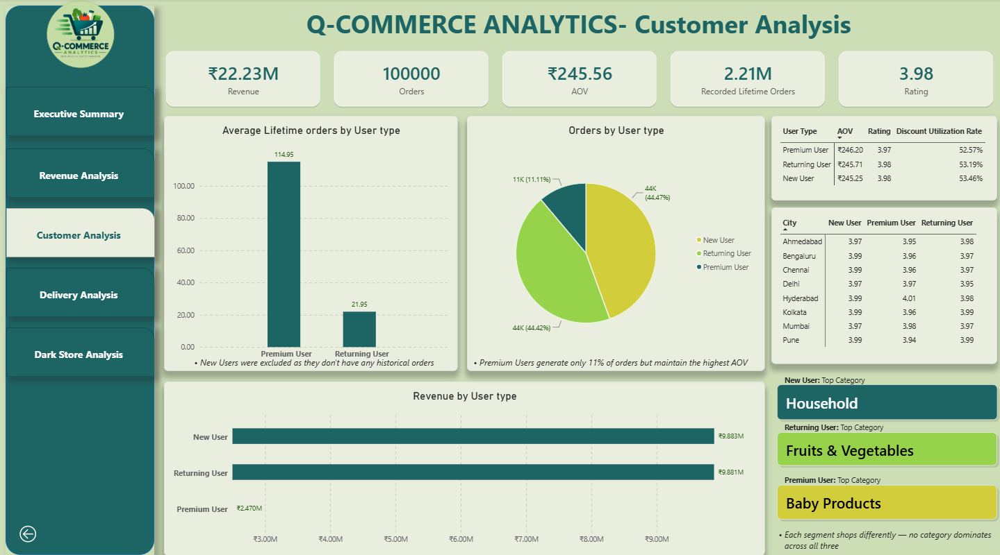 Q-COMMERCE
ANALYTICS
Executive Summary
Revenue Analysis
Customer Analysis
Delivery Analysis
Dark Store Analysis
Q-COMMERCE ANALYTICS- Customer Analysis
₹22.23M
Revenue
100000
Orders
₹245.56
AOV
2.21M
Recorded Lifetime Orders
3.98
Rating
Average Lifetime orders by User type
114.95
100.00
80.00
60.00
40.00
21.95
20.00
0.00
Premium User Returning User
• New Users were excluded as they don't have any historical orders
Orders by User type
11K (11.11%)
44K
(44.47%)
44K (44.42%)
New User
Returning User
Premium User
• Premium Users generate only 11% of orders but maintain the highest AOV
User Type AOV Rating Discount Utilization Rate
Premium User ₹246.20 3.97 52.57%
Returning User ₹245.71 3.98 53.19%
New User ₹245.25 3.98 53.46%
City New User Premium User Returning User
Ahmedabad 3.97 3.95 3.98
Bengaluru 3.99 3.96 3.97
Chennai 3.99 3.96 3.97
Delhi 3.97 3.97 3.95
Hyderabad 3.99 4.01 3.98
Kolkata 3.99 3.96 3.99
Mumbai 3.97 3.98 3.97
Pune 3.99 3.94 3.99
Revenue by User type
New User ₹9.883M
Returning User ₹9.881M
Premium User ₹2.470M
₹3.00M ₹4.00M ₹5.00M ₹6.00M ₹7.00M ₹8.00M ₹9.00M
New User: Top Category
Household
Returning User: Top Category
Fruits & Vegetables
Premium User: Top Category
Baby Products
• Each segment shops differently — no category dominates
across all three